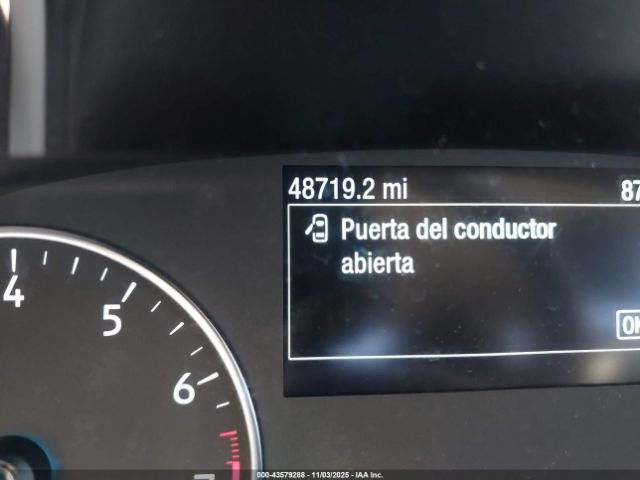 48719.2 mi
87
Puerta del conductor
abierta
OK
4
5
6
7
000-43579288 - 11/03/2025 - IAA Inc.